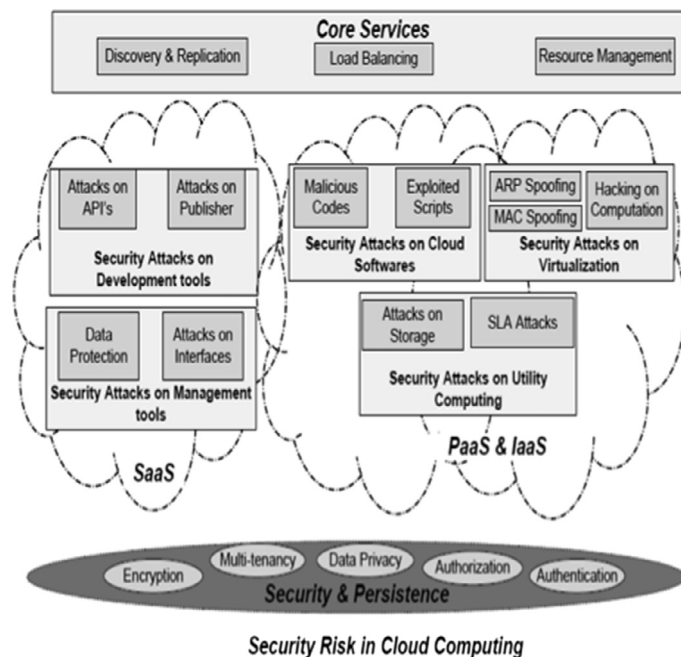 Core Services
Discovery & Replication
Load Balancing
Resource Management
Attacks on
API's
Attacks on
Publisher
Security Attacks on
Development tools
Data
Protection
Attacks on
Interfaces
Security Attacks on Management
tools
SaaS
Malicious
Codes
Exploited
Scripts
Security Attacks on Cloud
Softwares
ARP Spoofing
MAC Spoofing
Hacking on
Computation
Security Attacks on
Virtualization
Attacks on
Storage
SLA Attacks
Security Attacks on Utility
Computing
PaaS & IaaS
Encryption
Multi-tenancy
Data Privacy
Authorization
Authentication
Security & Persistence
Security Risk in Cloud Computing